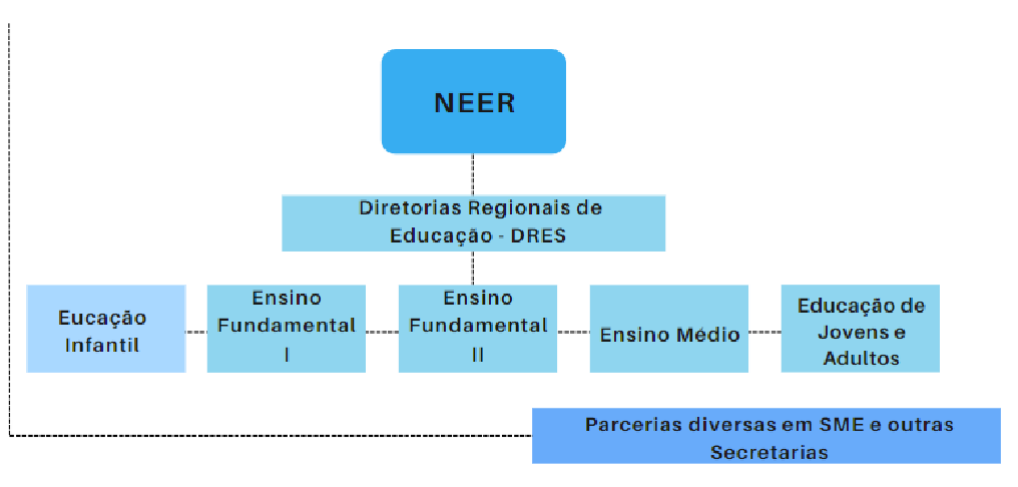 NEER
Diretorias Regionais de
Educação - DRES
Eucação
Infantil
Ensino
Fundamental
I
Ensino
Fundamental
II
Ensino Médio
Educação de
Jovens e
Adultos
Parcerias diversas em SME e outras
Secretarias